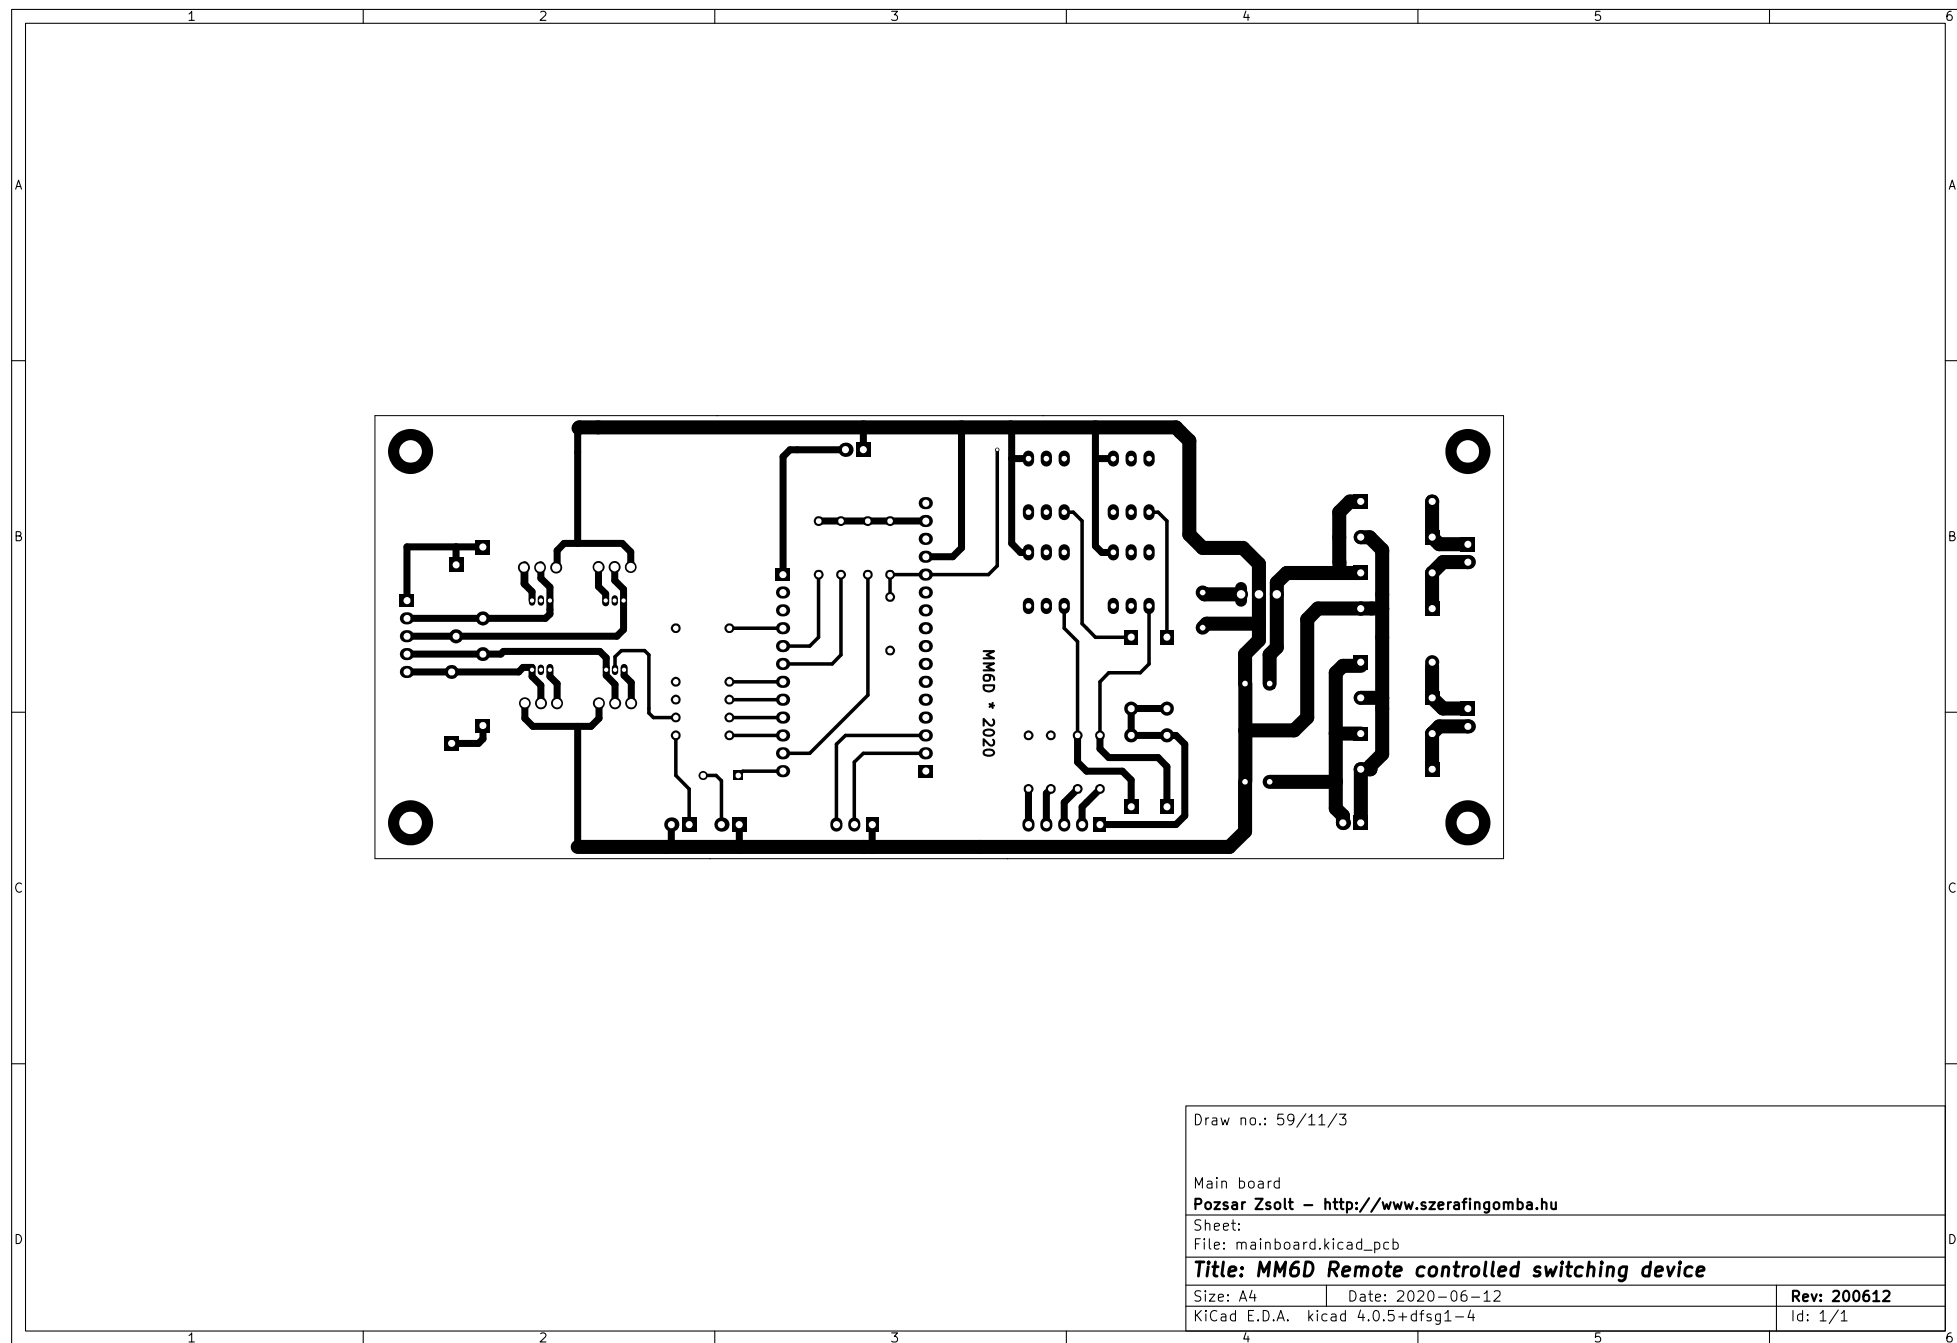 1 2 3 4 5 6
A A
B B
MM6D * 2020
C C
Draw no.: 59/11/3
Main board
Pozsar Zsolt – http://www.szerafingomba.hu
Sheet:
File: mainboard.kicad_pcb
D D
Title: MM6D Remote controlled switching device
Size: A4 Date: 2020-06-12 Rev: 200612
KiCad E.D.A. kicad 4.0.5+dfsg1-4 Id: 1/1
1 2 3 4 5 6